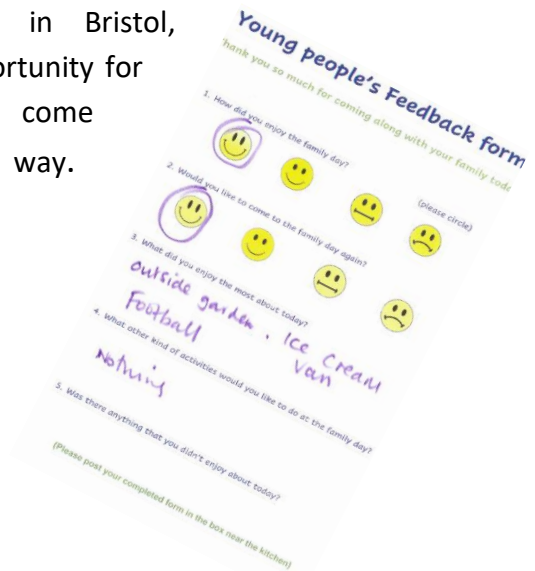 in Bristol,
ortunity for
come
way.
Young people's Feedback form
hank you so much for coming along with your family toda
1. How did you enjoy the family day?
(please circle)
2. Would you like to come to the family day again?
3. What did you enjoy the most about today?
outside garden, Ice Cream
Football Van
4. What other kind of activities would you like to do at the family day?
Nothing
5. Was there anything that you didn't enjoy about today?
(Please post your completed form in the box near the kitchen)